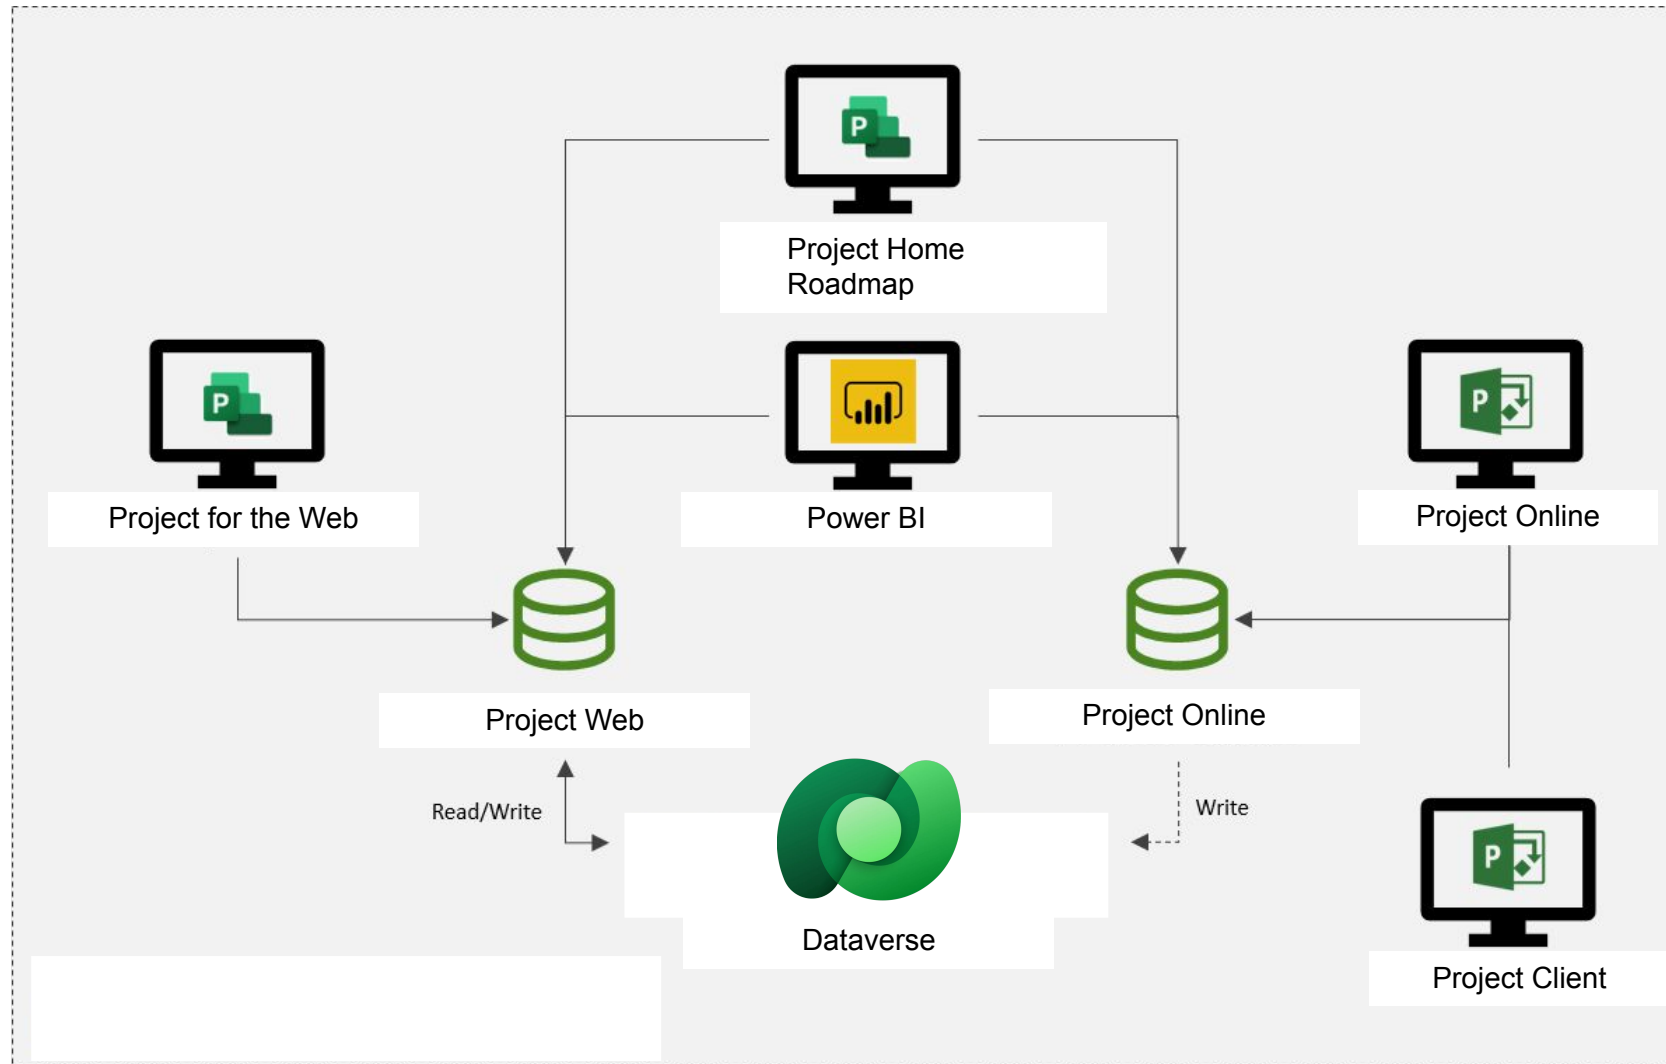 P
Project Home
Roadmap
P
Project for the Web
Power BI
P
Project Online
Project Web
Project Online
Read/Write
Write
Dataverse
P
Project Client